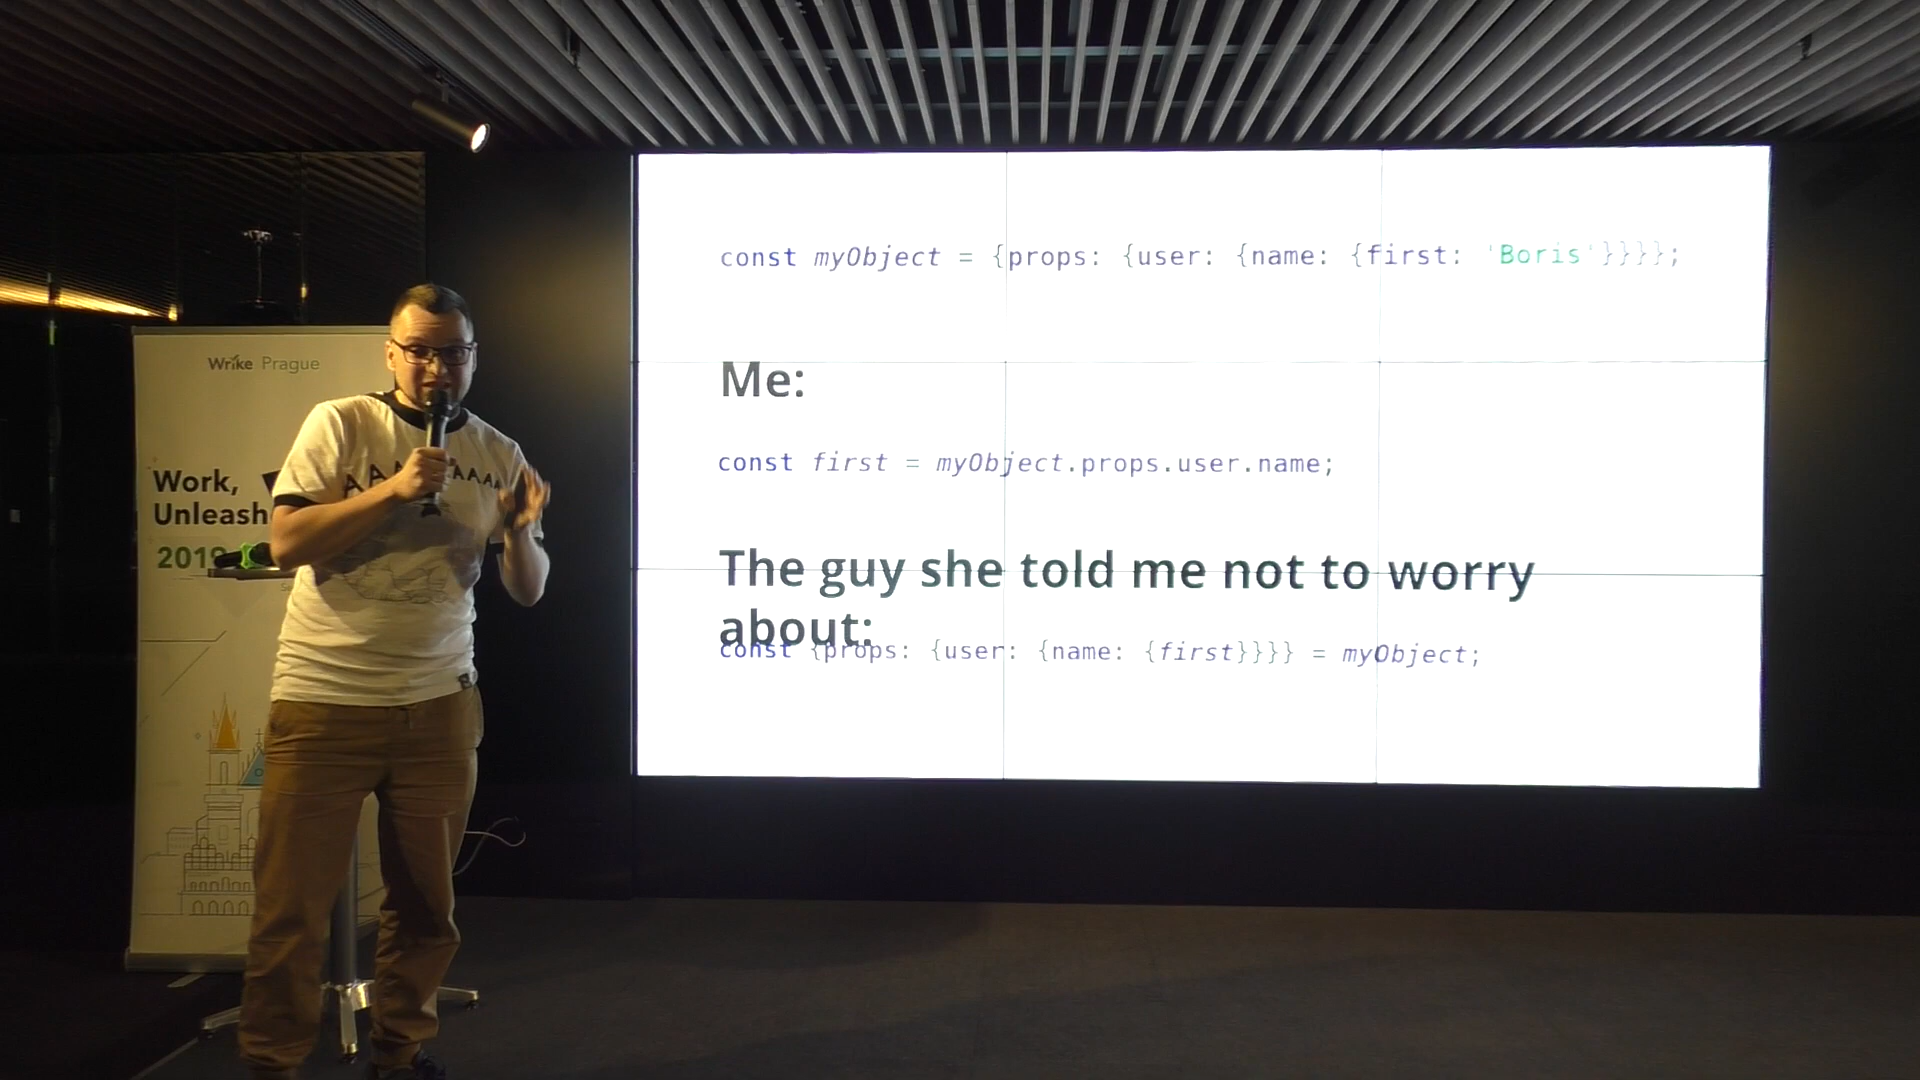 const myObject = {props: {user: {name: {first: 'Boris'}}}};
Me:
const first = myObject.props.user.name;
The guy she told me not to worry
about:
const {props: {user: {name: {first}}}} = myObject;
Wrike Prague
Work,
Unleash
2019